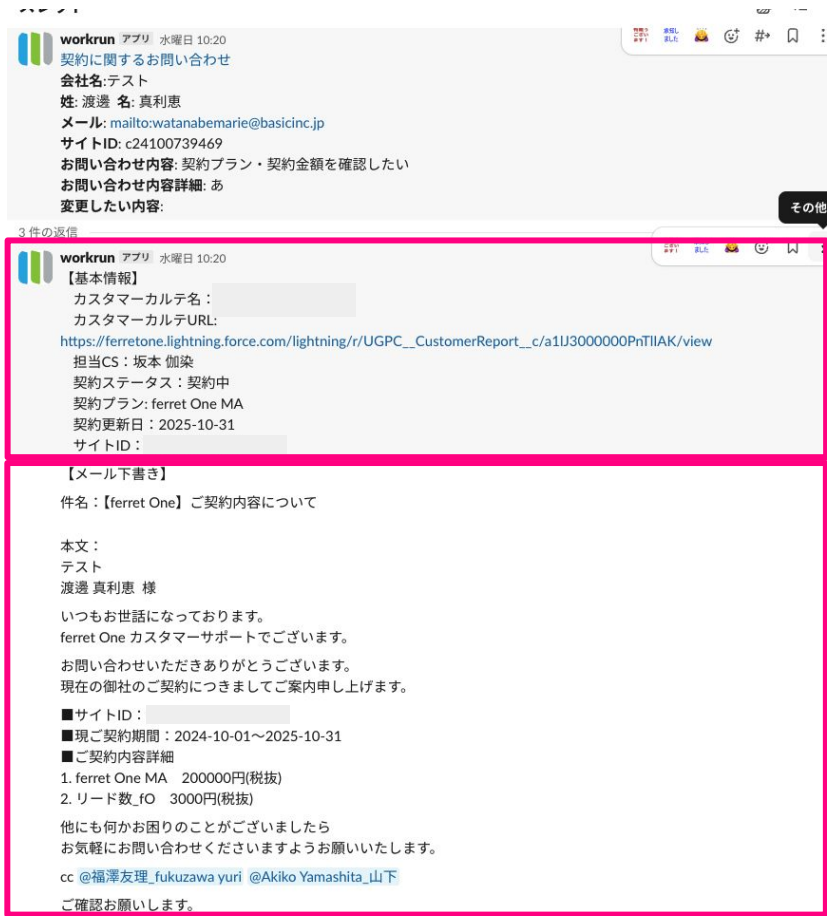 workrun アプリ 水曜日 10:20
契約に関するお問い合わせ
会社名:テスト
姓: 渡邊 名: 真利恵
メール: mailto:watanabemarie@basicinc.jp
サイトID: c24100739469
お問い合わせ内容: 契約プラン・契約金額を確認したい
お問い合わせ内容詳細: あ
変更したい内容:
その他
3 件の返信
workrun アプリ 水曜日 10:20
【基本情報】
カスタマーカルテ名：
カスタマーカルテURL:
https://ferretone.lightning.force.com/lightning/r/UGPC__CustomerReport__c/a1IJ3000000PnTlIAK/view
担当CS：坂本 伽染
契約ステータス：契約中
契約プラン: ferret One MA
契約更新日：2025-10-31
サイトID：
【メール下書き】
件名：【ferret One】ご契約内容について
本文：
テスト
渡邊 真利恵 様
いつもお世話になっております。
ferret One カスタマーサポートでございます。
お問い合わせいただきありがとうございます。
現在の御社のご契約につきましてご案内申し上げます。
■サイトID：
■現ご契約期間：2024-10-01～2025-10-31
■ご契約内容詳細
1. ferret One MA 200000円(税抜)
2. リード数_fO 3000円(税抜)
他にも何かお困りのことがございましたら
お気軽にお問い合わせくださいますようお願いいたします。
cc @福澤友理_fukuzawa yuri @Akiko Yamashita_山下
ご確認お願いします。